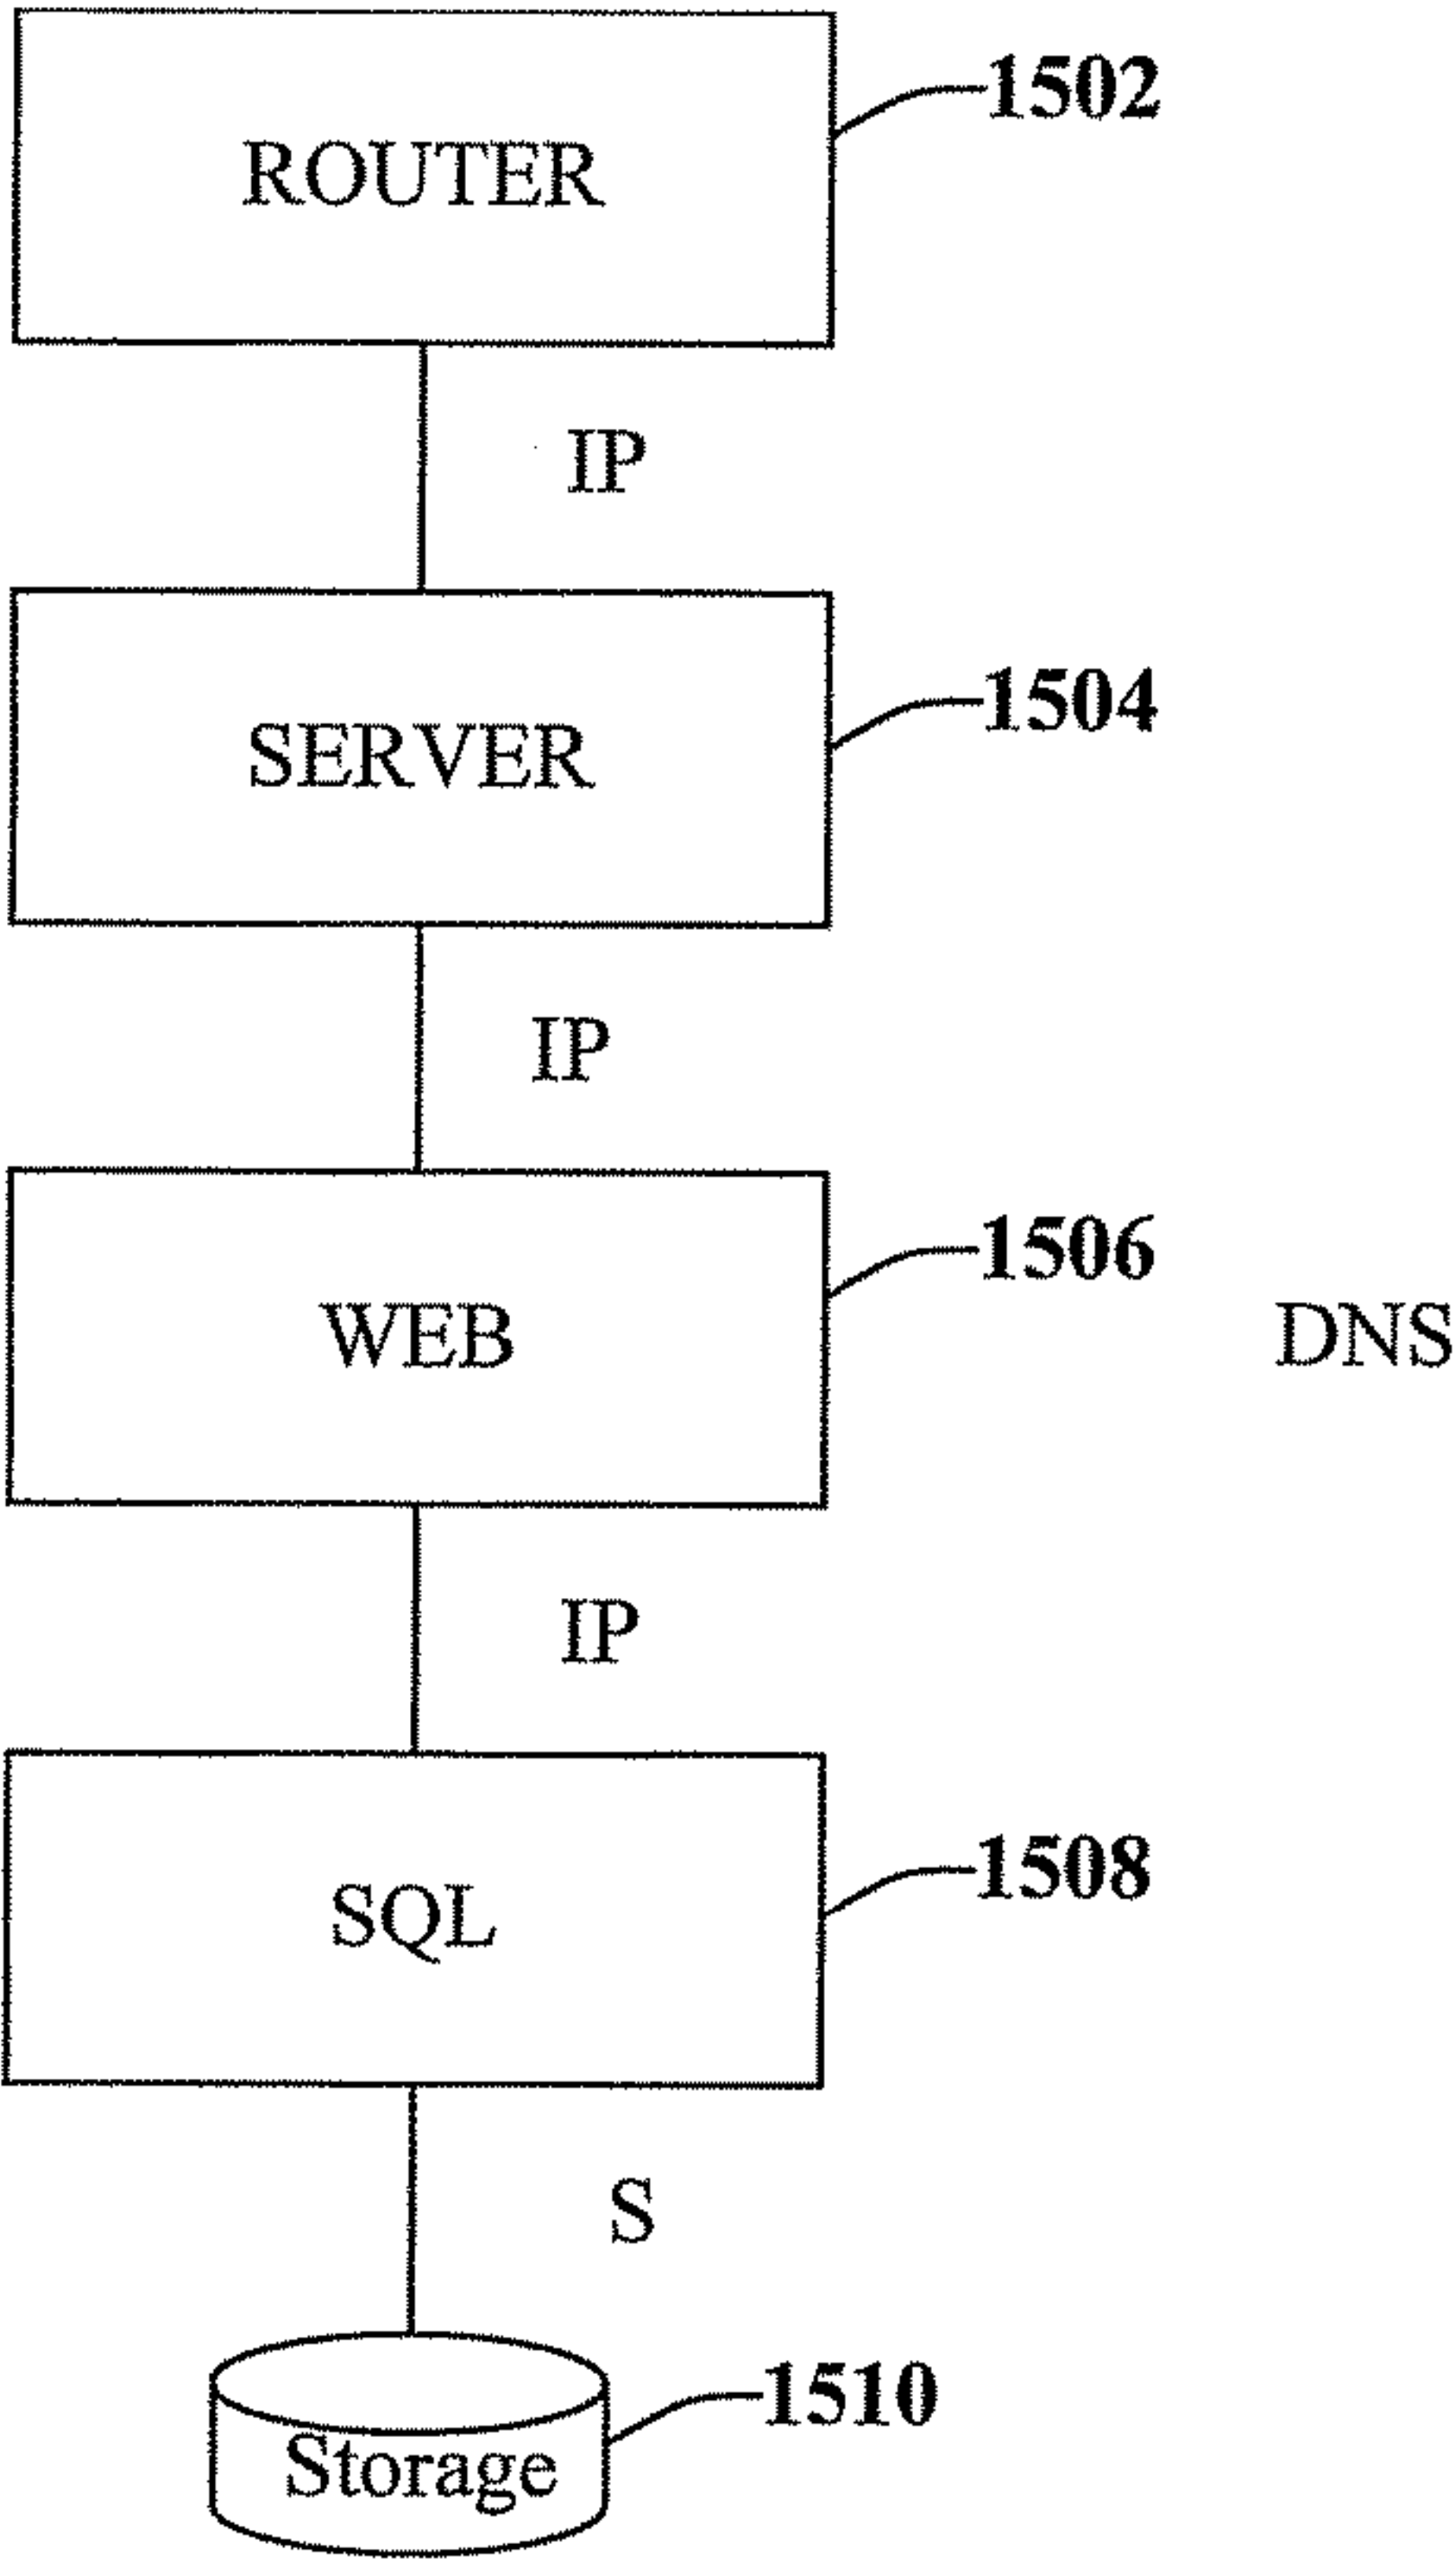 1502
ROUTER
IP
1504
SERVER
IP
1506
WEB
DNS
IP
1508
SQL
S
1510
Storage